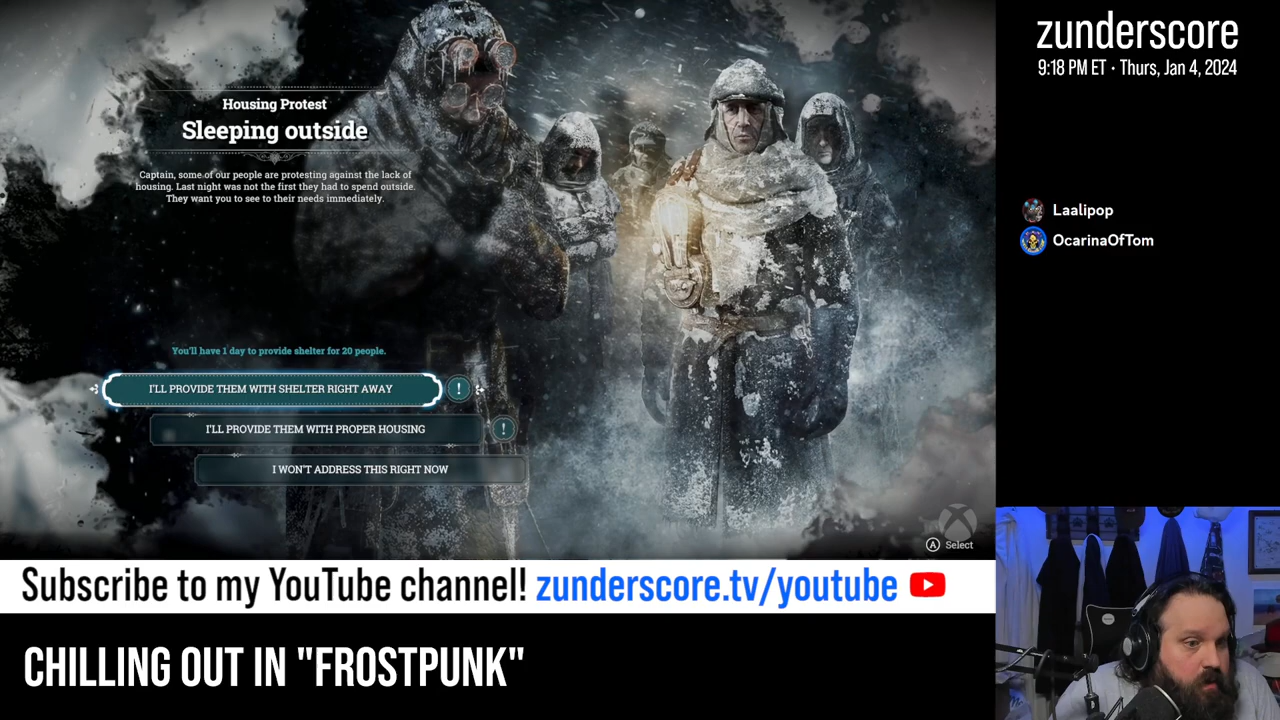 zunderscore
9:18 PM ET · Thurs, Jan 4, 2024
Housing Protest
Sleeping outside
Captain, some of our people are protesting against the lack of
housing. Last night was not the first they had to spend outside.
They want you to see to their needs immediately.
Laalipop
OcarinaOfTom
You'll have 1 day to provide shelter for 20 people.
I'LL PROVIDE THEM WITH SHELTER RIGHT AWAY !
I'LL PROVIDE THEM WITH PROPER HOUSING !
I WON'T ADDRESS THIS RIGHT NOW
A Select
Subscribe to my YouTube channel! zunderscore.tv/youtube
CHILLING OUT IN "FROSTPUNK"